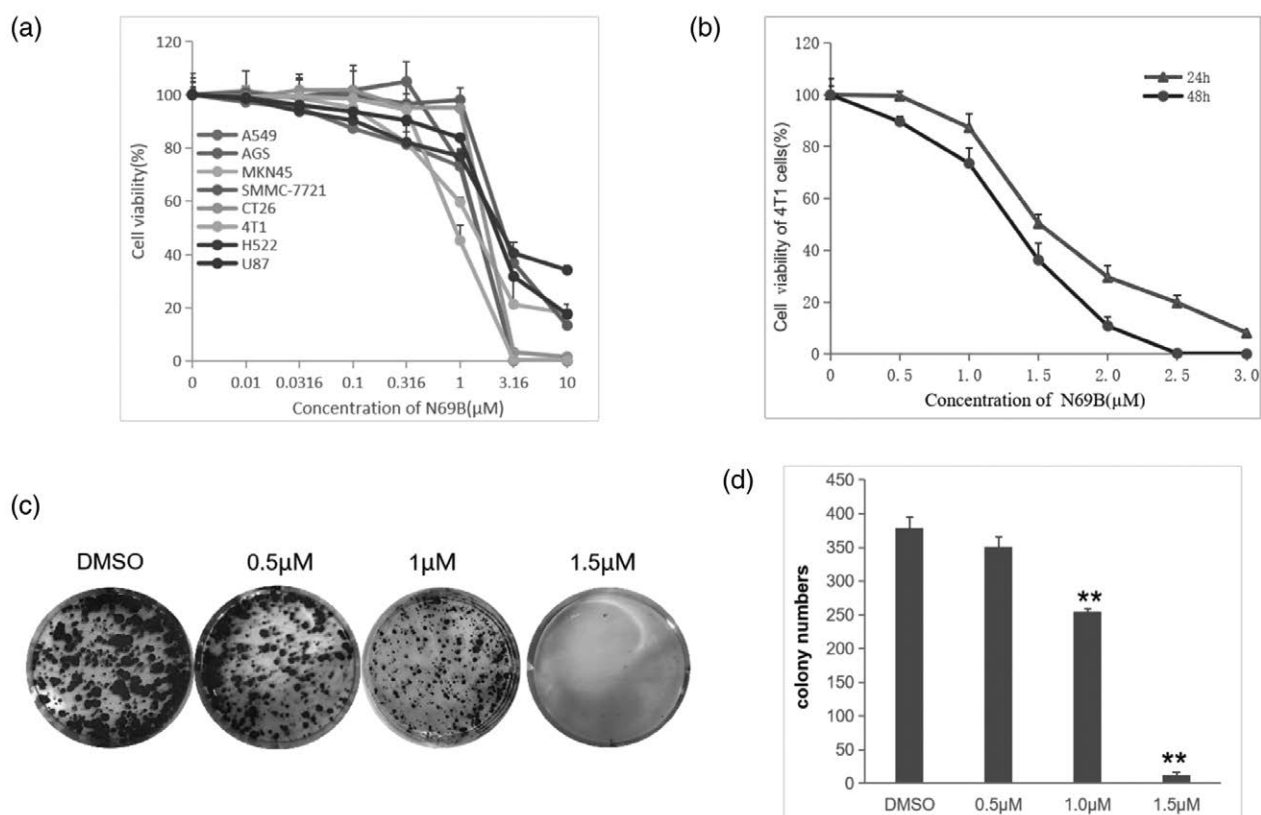 (a)
120
100
80
60
40
20
0
Cell viability(%)
A549
AGS
MKN45
SMMC-7721
CT26
4T1
H522
U87
0 0.01 0.0316 0.1 0.316 1 3.16 10
Concentration of N69B(μM)
(b)
120
100
80
60
40
20
0
Cell viability of 4T1 cells(%)
24h
48h
0 0.5 1.0 1.5 2.0 2.5 3.0
Concentration of N69B(μM)
(c)
DMSO 0.5μM 1μM 1.5μM
(d)
450
400
350
300
250
200
150
100
50
0
colony numbers
**
**
DMSO 0.5μM 1.0μM 1.5μM